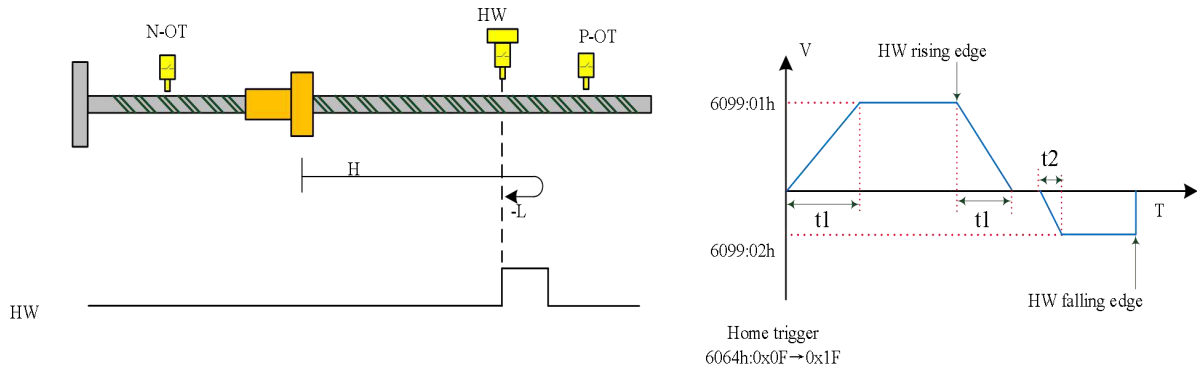 N-OT
HW
P-OT
H
-L
HW
V
HW rising edge
6099:01h
t2
t1
t1
T
6099:02h
HW falling edge
Home trigger
6064h:0x0F→0x1F